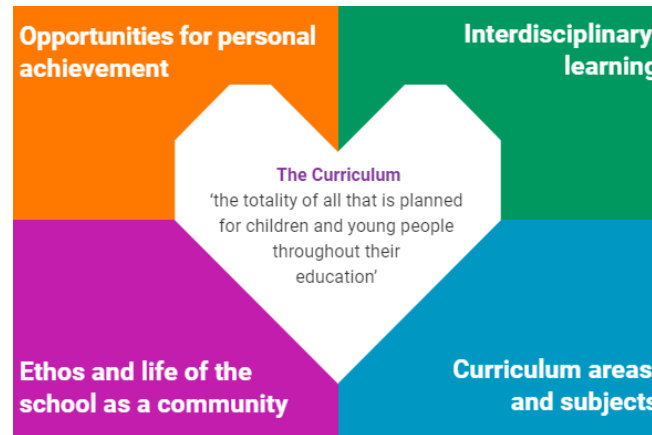 Opportunities for personal
achievement
Interdisciplinary
learning
The Curriculum
‘the totality of all that is planned
for children and young people
throughout their
education’
Ethos and life of the
school as a community
Curriculum areas
and subjects